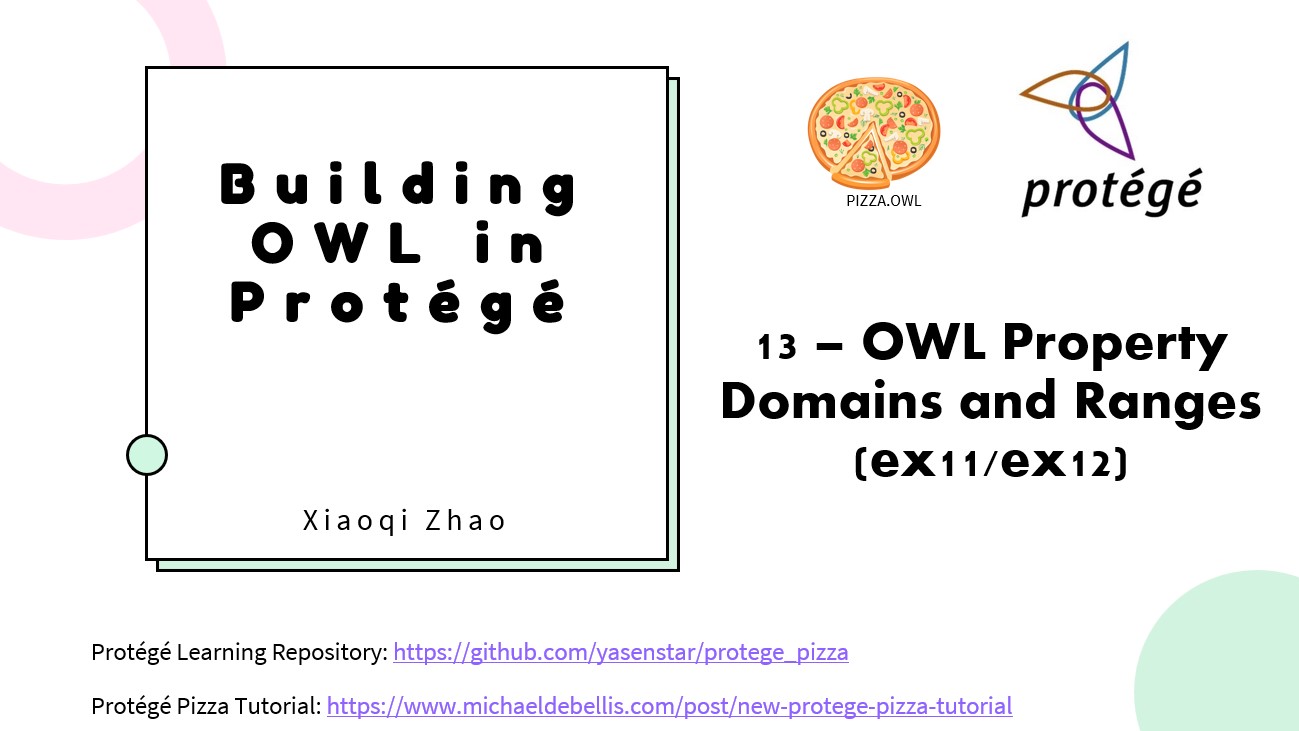 Building
OWL in
Protégé
Xiaoqi Zhao
PIZZA.OWL
protégé
13 – OWL Property
Domains and Ranges
(ex11/ex12)
Protégé Learning Repository: https://github.com/yasenstar/protege_pizza
Protégé Pizza Tutorial: https://www.michaeldebellis.com/post/new-protege-pizza-tutorial